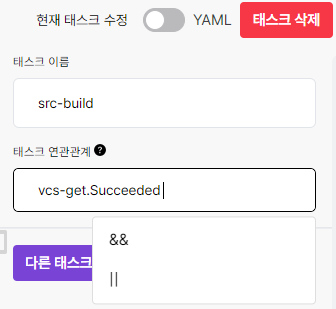 현재 태스크 수정 YAML 태스크 삭제
태스크 이름
src-build
태스크 연관관계 ?
vcs-get.Succeeded
&&
다른 태스크
||